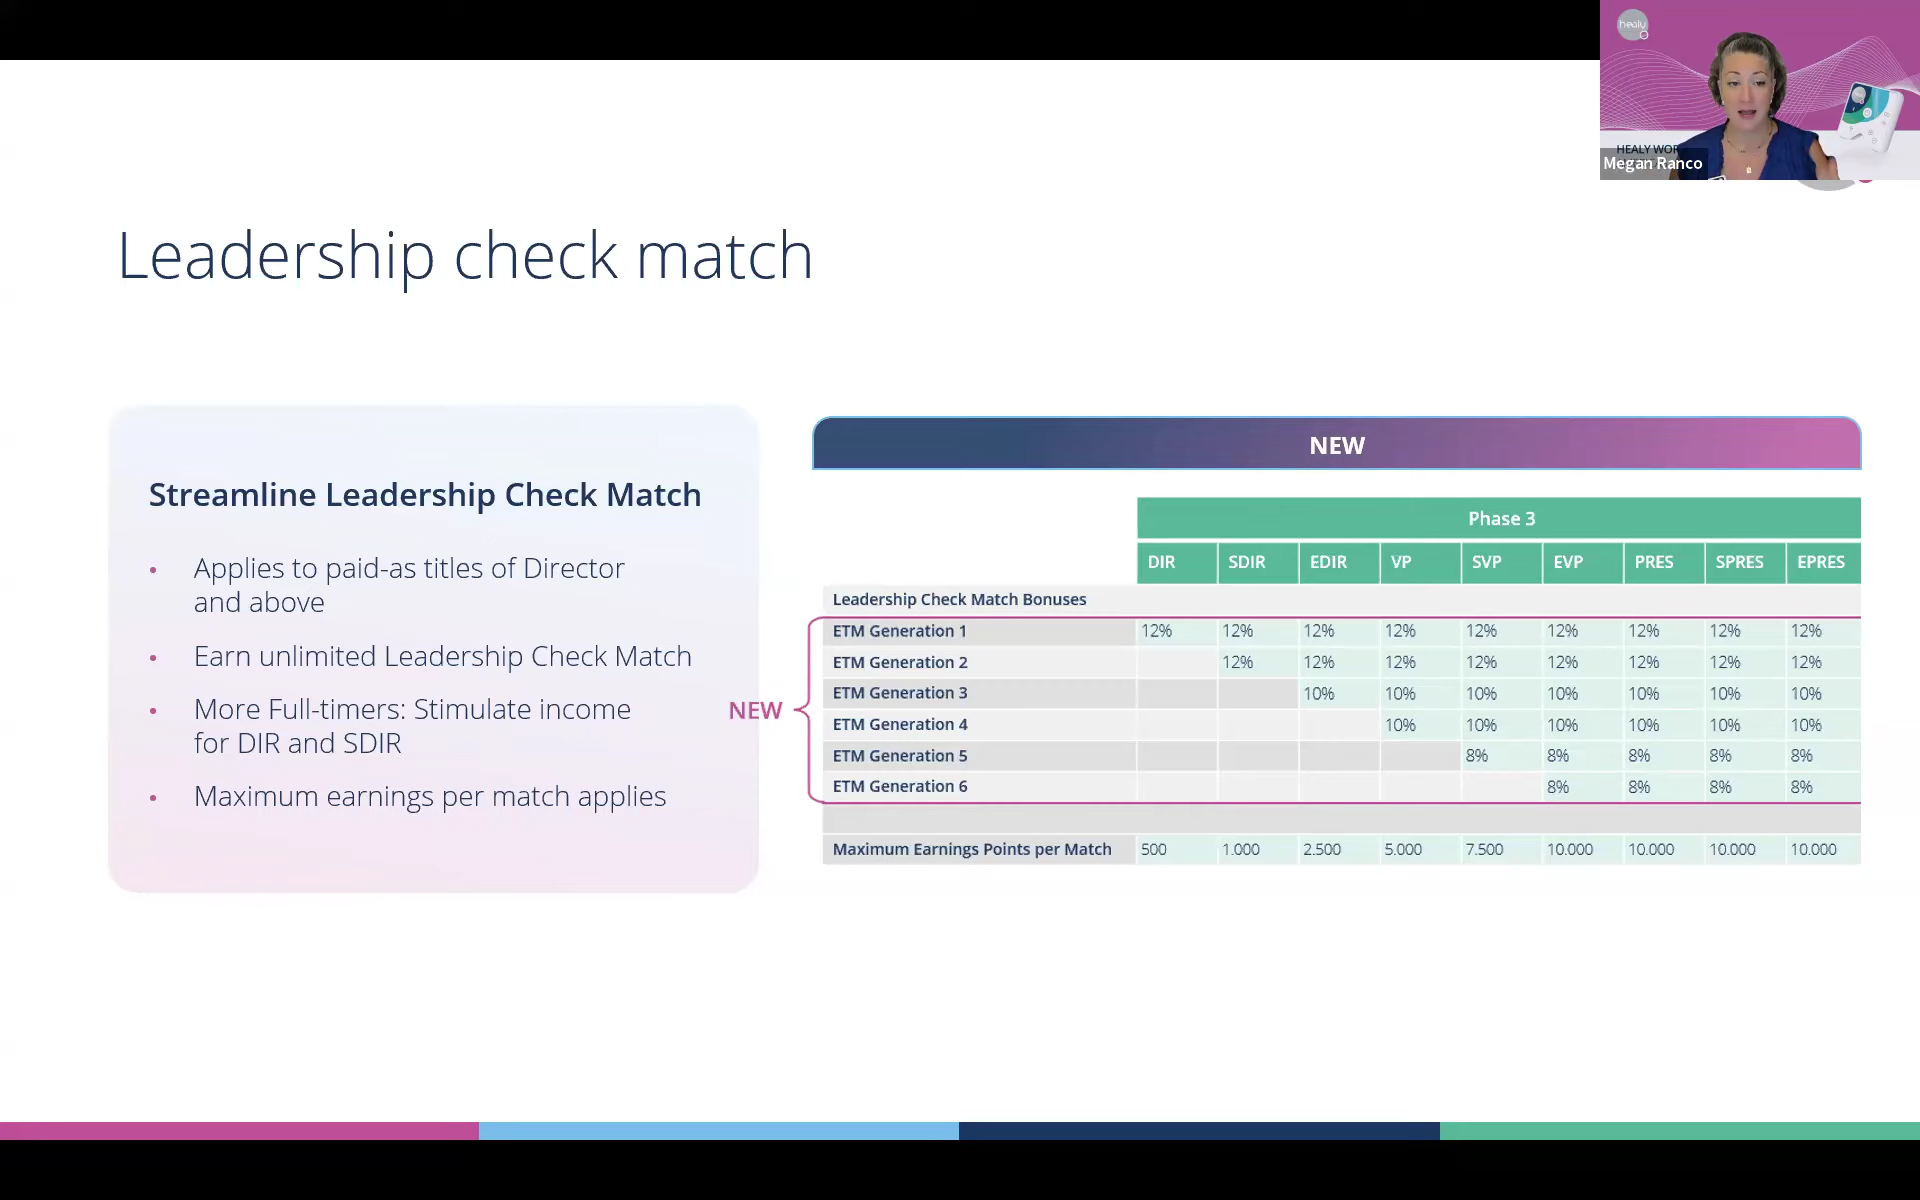 healy
HEALY WOR
Megan Ranco
Leadership check match
Streamline Leadership Check Match
• Applies to paid-as titles of Director
and above
• Earn unlimited Leadership Check Match
• More Full-timers: Stimulate income
for DIR and SDIR
• Maximum earnings per match applies
NEW
NEW
Phase 3
DIR SDIR EDIR VP SVP EVP PRES SPRES EPRES
Leadership Check Match Bonuses
ETM Generation 1 12% 12% 12% 12% 12% 12% 12% 12% 12%
ETM Generation 2 12% 12% 12% 12% 12% 12% 12% 12%
ETM Generation 3 10% 10% 10% 10% 10% 10% 10%
ETM Generation 4 10% 10% 10% 10% 10% 10%
ETM Generation 5 8% 8% 8% 8% 8%
ETM Generation 6 8% 8% 8% 8%
Maximum Earnings Points per Match 500 1.000 2.500 5.000 7.500 10.000 10.000 10.000 10.000